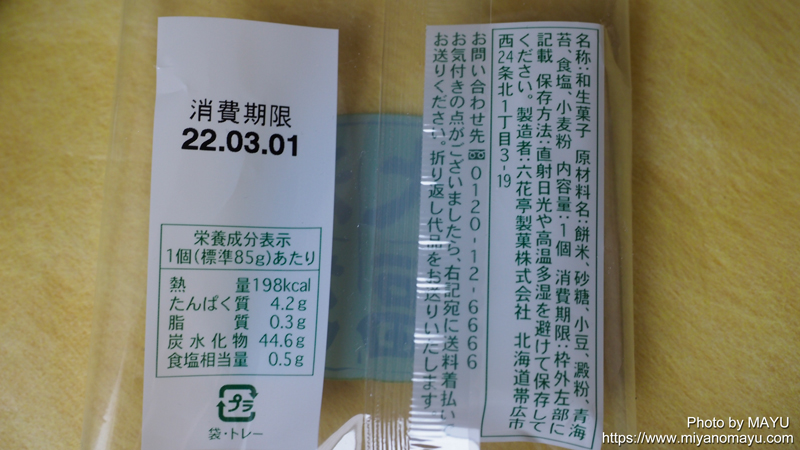 消費期限
22.03.01
栄養成分表示
1個(標準85g)あたり
熱量198kcal
たんぱく質 4.2g
脂質 0.3g
炭水化物 44.6g
食塩相当量 0.5g
プラ
袋・トレー
名称:和生菓子 原材料名:餅米、砂糖、小豆、澱粉、青海
苔、食塩、小麦粉 内容量:1個 消費期限:枠外左部に
記載 保存方法:直射日光や高温多湿を避けて保存して
ください。製造者:六花亭製菓株式会社 北海道帯広市
西24条北1丁目3-19
お問い合わせ先 0120-12-6666
お気付きの点がございましたら、右記宛に送料着払い
お送りください。折り返し代品をお送りいたします
Photo by MAYU
https://www.miyanomayu.com/